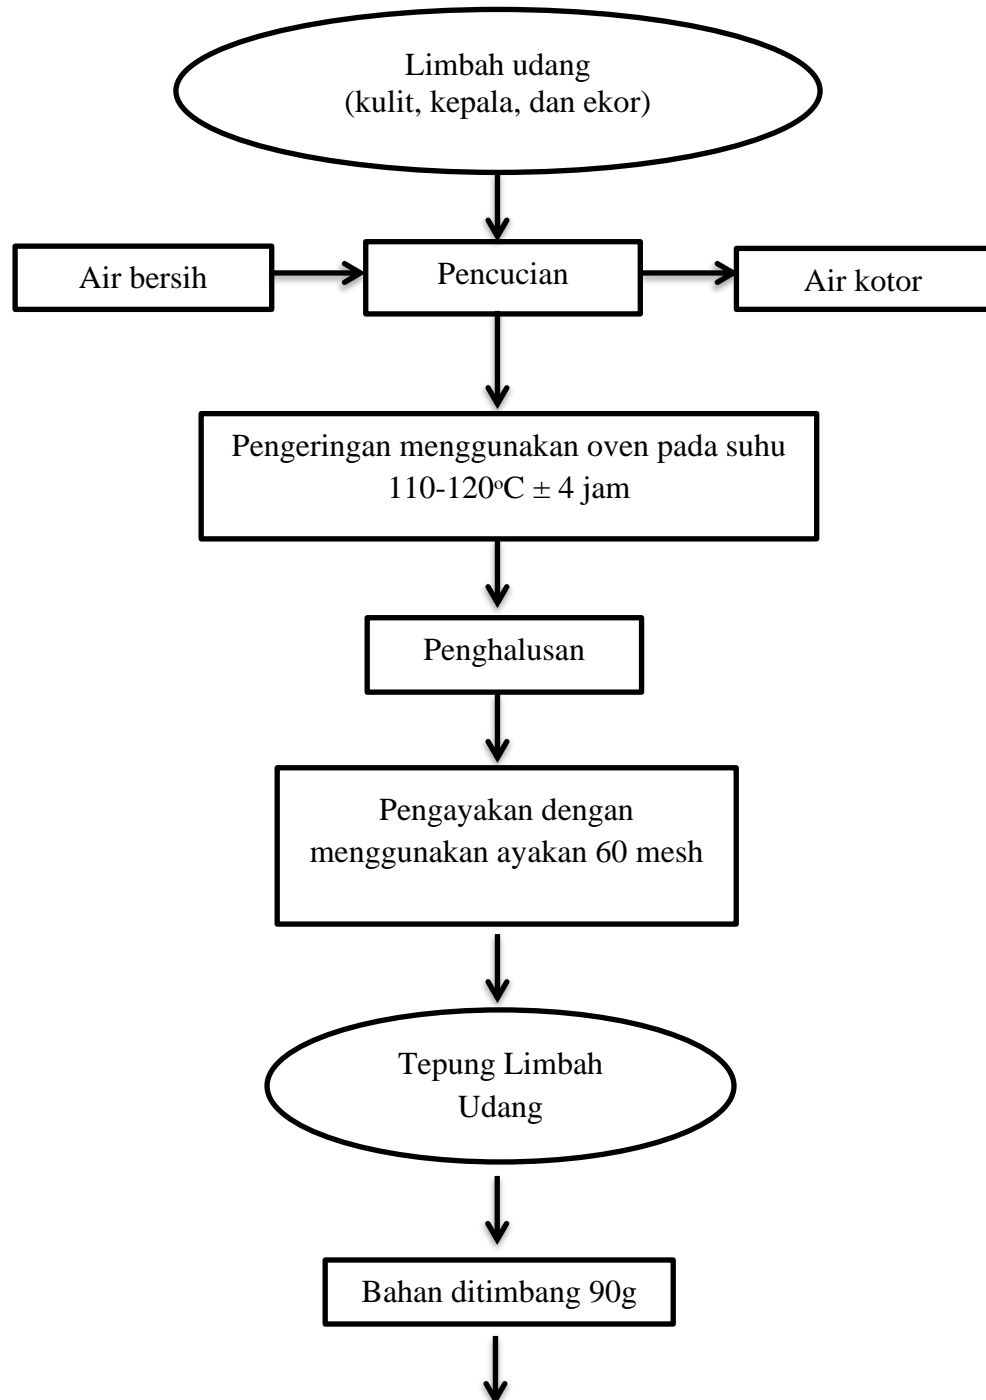 Limbah udang
(kulit, kepala, dan ekor)
Air bersih
Pencucian
Air kotor
Pengeringan menggunakan oven pada suhu
110-120ºC ± 4 jam
Penghalusan
Pengayakan dengan
menggunakan ayakan 60 mesh
Tepung Limbah
Udang
Bahan ditimbang 90g